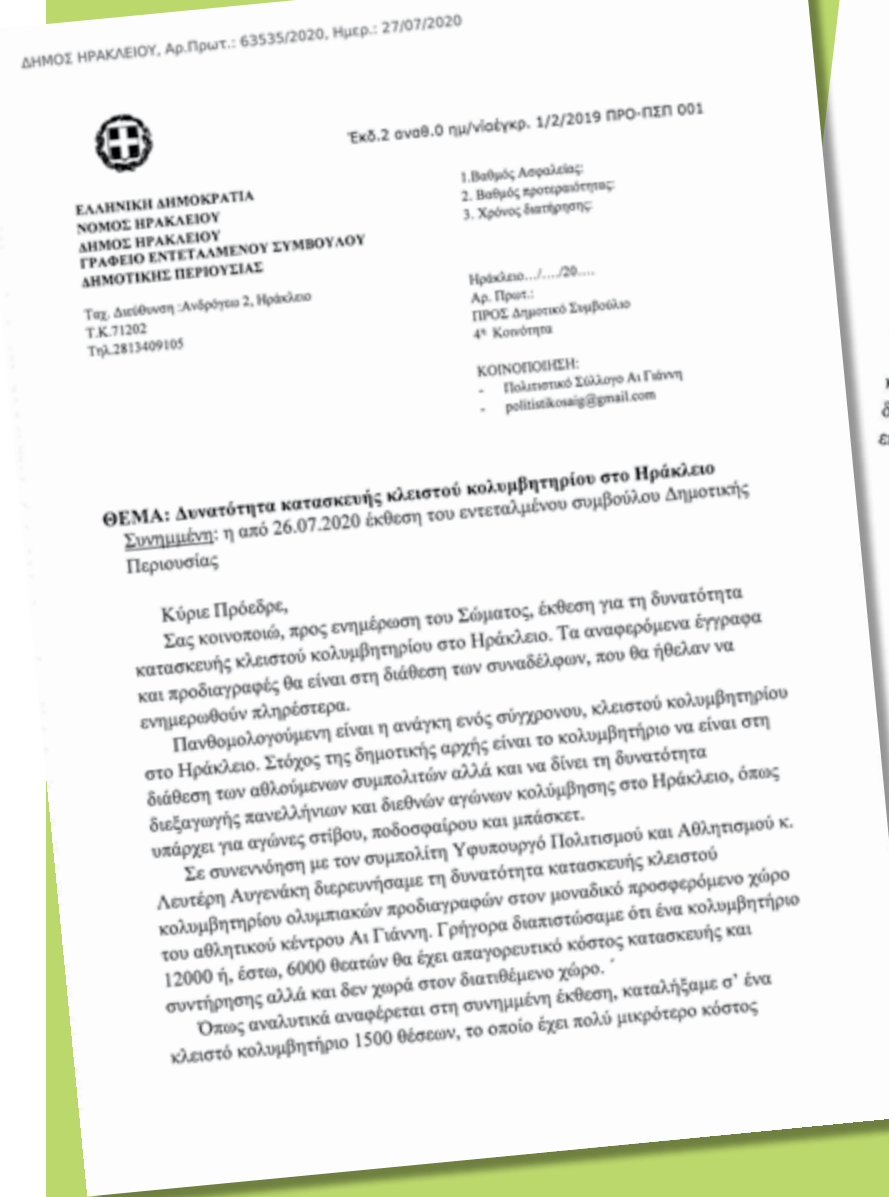 ΔΗΜΟΣ ΗΡΑΚΛΕΙΟΥ, Αρ.Πρωτ.: 63535/2020, Ημερ.: 27/07/2020
Έκδ.2 αναθ.0 ημ/νίαέγκρ. 1/2/2019 ΠΡΟ-ΠΣΠ 001
ΕΛΛΗΝΙΚΗ ΔΗΜΟΚΡΑΤΙΑ
ΝΟΜΟΣ ΗΡΑΚΛΕΙΟΥ
ΔΗΜΟΣ ΗΡΑΚΛΕΙΟΥ
ΓΡΑΦΕΙΟ ΕΝΤΕΤΑΛΜΕΝΟΥ ΣΥΜΒΟΥΛΟΥ
ΔΗΜΟΤΙΚΗΣ ΠΕΡΙΟΥΣΙΑΣ
Ταχ. Διεύθυνση :Ανδρόγεω 2, Ηράκλειο
Τ.Κ.71202
Τηλ.2813409105
1.Βαθμός Ασφαλείας:
2. Βαθμός προτεραιότητας:
3. Χρόνος διατήρησης:
Ηράκλειο…/…./20….
Αρ. Πρωτ.:
ΠΡΟΣ Δημοτικό Συμβούλιο
4η Κοινότητα
ΚΟΙΝΟΠΟΙΗΣΗ:
- Πολιτιστικό Σύλλογο Αι Γιάννη
- politistikosaig@gmail.com
ΘΕΜΑ: Δυνατότητα κατασκευής κλειστού κολυμβητηρίου στο Ηράκλειο
Συνημμένη: η από 26.07.2020 έκθεση του εντεταλμένου συμβούλου Δημοτικής
Περιουσίας
Κύριε Πρόεδρε,
Σας κοινοποιώ, προς ενημέρωση του Σώματος, έκθεση για τη δυνατότητα
κατασκευής κλειστού κολυμβητηρίου στο Ηράκλειο. Τα αναφερόμενα έγγραφα
και προδιαγραφές θα είναι στη διάθεση των συναδέλφων, που θα ήθελαν να
ενημερωθούν πληρέστερα.
Πανθομολογούμενη είναι η ανάγκη ενός σύγχρονου, κλειστού κολυμβητηρίου
στο Ηράκλειο. Στόχος της δημοτικής αρχής είναι το κολυμβητήριο να είναι στη
διάθεση των αθλούμενων συμπολιτών αλλά και να δίνει τη δυνατότητα
διεξαγωγής πανελλήνιων και διεθνών αγώνων κολύμβησης στο Ηράκλειο, όπως
υπάρχει για αγώνες στίβου, ποδοσφαίρου και μπάσκετ.
Σε συνεννόηση με τον συμπολίτη Υφυπουργό Πολιτισμού και Αθλητισμού κ.
Λευτέρη Αυγενάκη διερευνήσαμε τη δυνατότητα κατασκευής κλειστού
κολυμβητηρίου ολυμπιακών προδιαγραφών στον μοναδικό προσφερόμενο χώρο
του αθλητικού κέντρου Αι Γιάννη. Γρήγορα διαπιστώσαμε ότι ένα κολυμβητήριο
12000 ή, έστω, 6000 θεατών θα έχει απαγορευτικό κόστος κατασκευής και
συντήρησης αλλά και δεν χωρά στον διατιθέμενο χώρο. ΄
Όπως αναλυτικά αναφέρεται στη συνημμένη έκθεση, καταλήξαμε σ’ ένα
κλειστό κολυμβητήριο 1500 θέσεων, το οποίο έχει πολύ μικρότερο κόστος